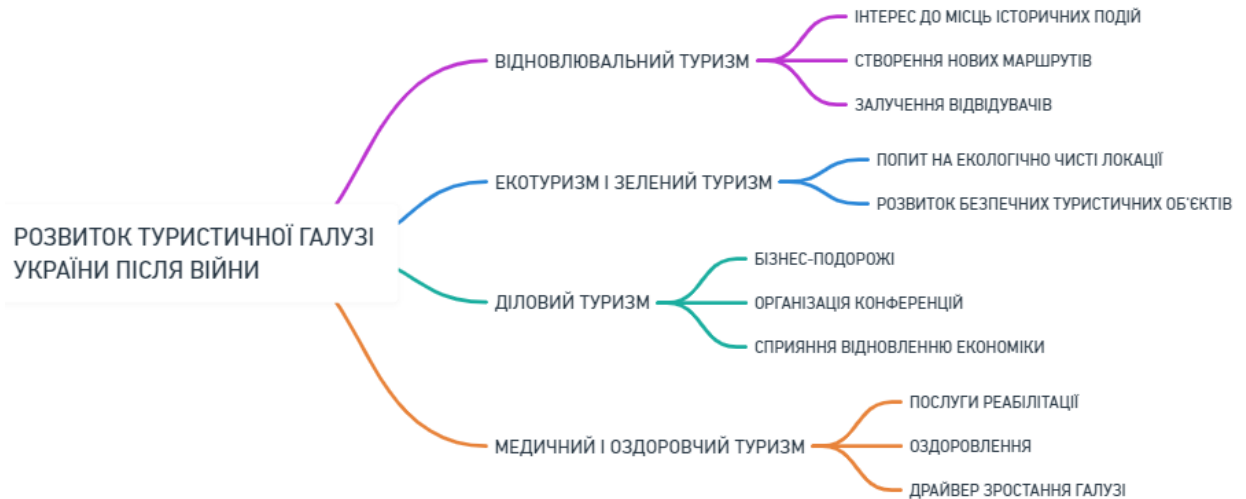 РОЗВИТОК ТУРИСТИЧНОЇ ГАЛУЗІ
УКРАЇНИ ПІСЛЯ ВІЙНИ
ВІДНОВЛЮВАЛЬНИЙ ТУРИЗМ
ІНТЕРЕС ДО МІСЦЬ ІСТОРИЧНИХ ПОДІЙ
СТВОРЕННЯ НОВИХ МАРШРУТІВ
ЗАЛУЧЕННЯ ВІДВІДУВАЧІВ
ЕКОТУРИЗМ І ЗЕЛЕНИЙ ТУРИЗМ
ПОПИТ НА ЕКОЛОГІЧНО ЧИСТІ ЛОКАЦІЇ
РОЗВИТОК БЕЗПЕЧНИХ ТУРИСТИЧНИХ ОБ'ЄКТІВ
ДІЛОВИЙ ТУРИЗМ
БІЗНЕС-ПОДОРОЖІ
ОРГАНІЗАЦІЯ КОНФЕРЕНЦІЙ
СПРИЯННЯ ВІДНОВЛЕННЮ ЕКОНОМІКИ
МЕДИЧНИЙ І ОЗДОРОВЧИЙ ТУРИЗМ
ПОСЛУГИ РЕАБІЛІТАЦІЇ
ОЗДОРОВЛЕННЯ
ДРАЙВЕР ЗРОСТАННЯ ГАЛУЗІ